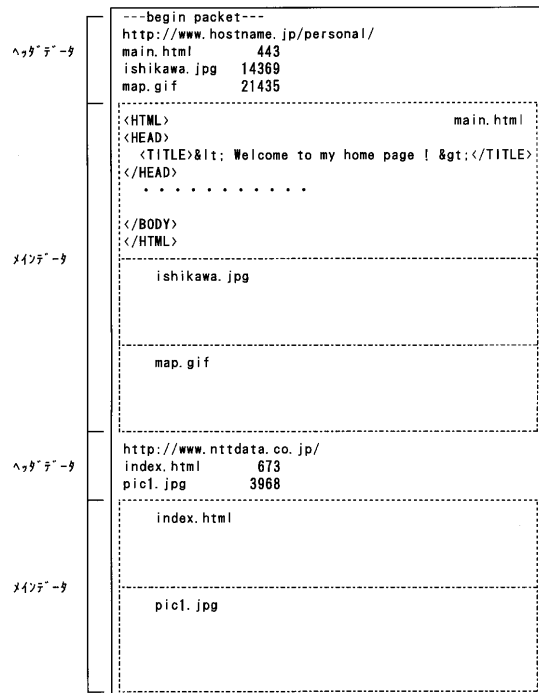 ---begin packet---
http://www.hostname.jp/personal/
ﾍｯﾀﾞﾃﾞｰﾀ
main.html 443
ishikawa.jpg 14369
map.gif 21435
<HTML> main.html
<HEAD>
<TITLE>&lt; Welcome to my home page ! &gt;</TITLE>
</HEAD>
・ ・ ・ ・ ・ ・ ・ ・ ・ ・ ・
</BODY>
</HTML>
ﾒｲﾝﾃﾞｰﾀ
ishikawa.jpg
map.gif
http://www.nttdata.co.jp/
ﾍｯﾀﾞﾃﾞｰﾀ
index.html 673
pic1.jpg 3968
index.html
ﾒｲﾝﾃﾞｰﾀ
pic1.jpg